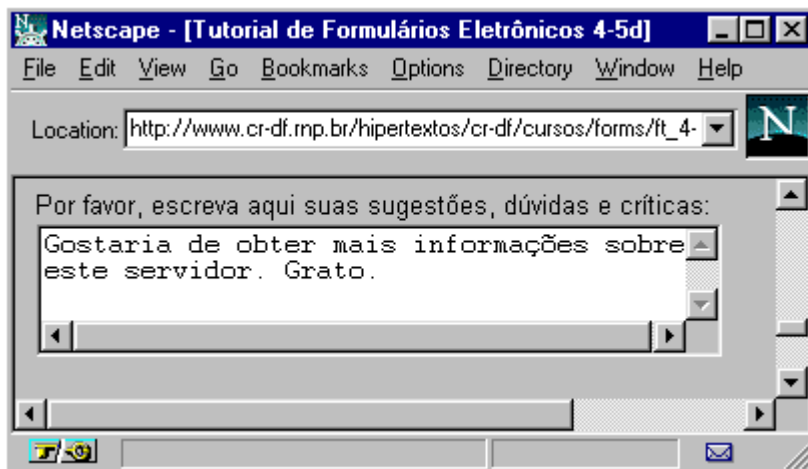 Netscape - [Tutorial de Formulários Eletrônicos 4-5d]
File Edit View Go Bookmarks Options Directory Window Help
Location: http://www.cr-df.rnp.br/hipertextos/cr-df/cursos/forms/ft_4-
N
Por favor, escreva aqui suas sugestões, dúvidas e críticas:
Gostaria de obter mais informações sobre
este servidor. Grato.